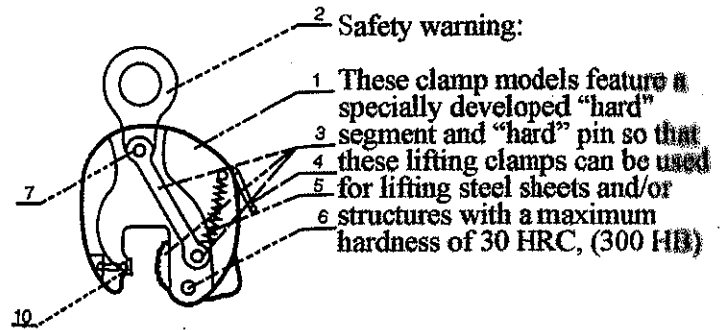 2 Safety warning:
1 These clamp models feature a
specially developed “hard”
3 segment and “hard” pin so that
4 these lifting clamps can be used
5 for lifting steel sheets and/or
6 structures with a maximum
hardness of 30 HRC, (300 HB)
7
10